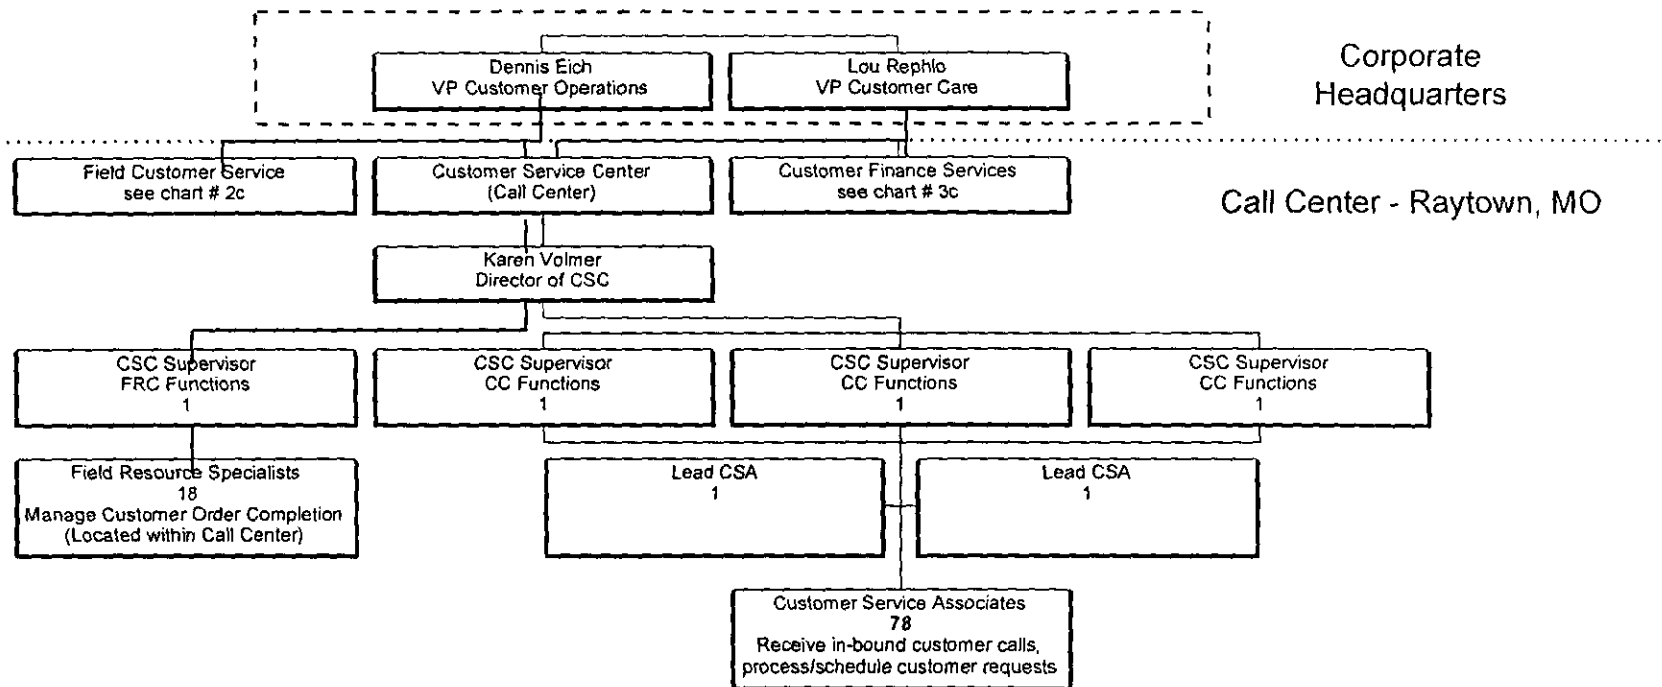 Dennis Eich
VP Customer Operations
Lou Rephlo
VP Customer Care
Corporate
Headquarters
Field Customer Service
see chart # 2c
Customer Service Center
(Call Center)
Customer Finance Services
see chart # 3c
Call Center - Raytown, MO
Karen Volmer
Director of CSC
CSC Supervisor
FRC Functions
1
CSC Supervisor
CC Functions
1
CSC Supervisor
CC Functions
1
CSC Supervisor
CC Functions
1
Field Resource Specialists
18
Manage Customer Order Completion
(Located within Call Center)
Lead CSA
1
Lead CSA
1
Customer Service Associates
78
Receive in-bound customer calls,
process/schedule customer requests